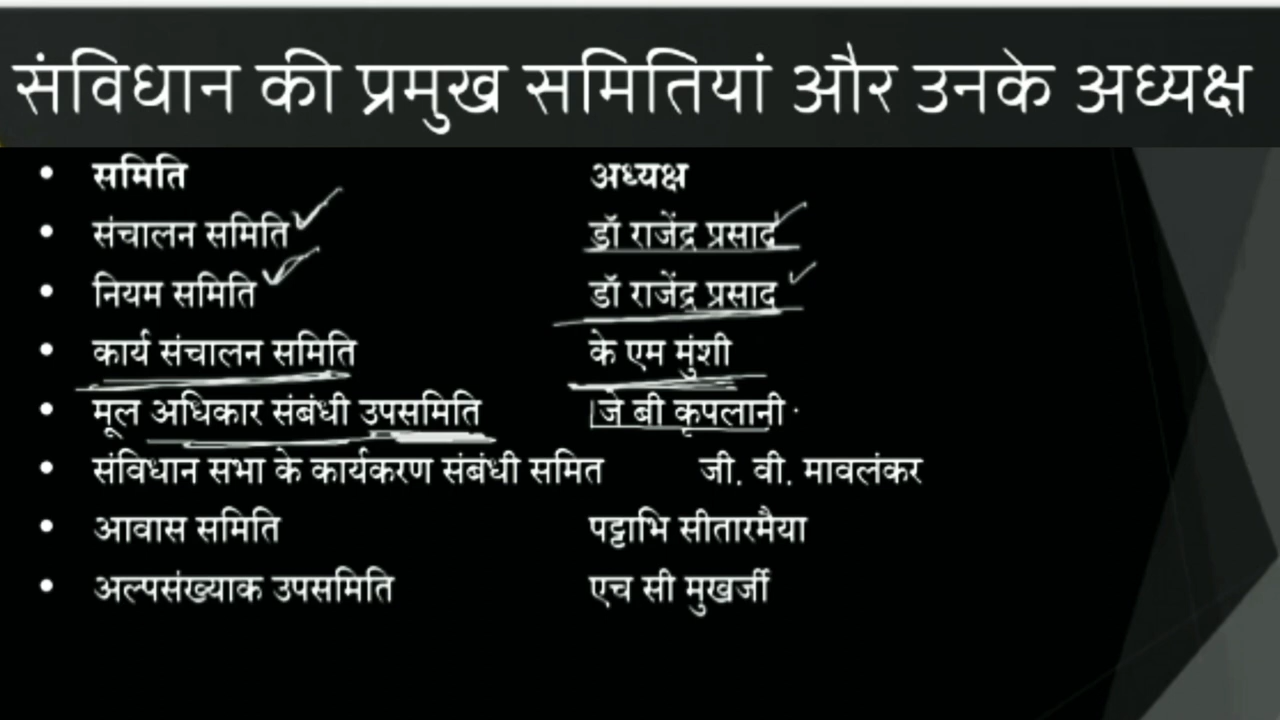 संविधान की प्रमुख समितियां और उनके अध्यक्ष
• समिति अध्यक्ष
• संचालन समिति डॉ राजेंद्र प्रसाद
• नियम समिति डॉ राजेंद्र प्रसाद
• कार्य संचालन समिति के एम मुंशी
• मूल अधिकार संबंधी उपसमिति जे बी कृपलानी
• संविधान सभा के कार्यकरण संबंधी समित जी. वी. मावलंकर
• आवास समिति पट्टाभि सीतारमैया
• अल्पसंख्याक उपसमिति एच सी मुखर्जी